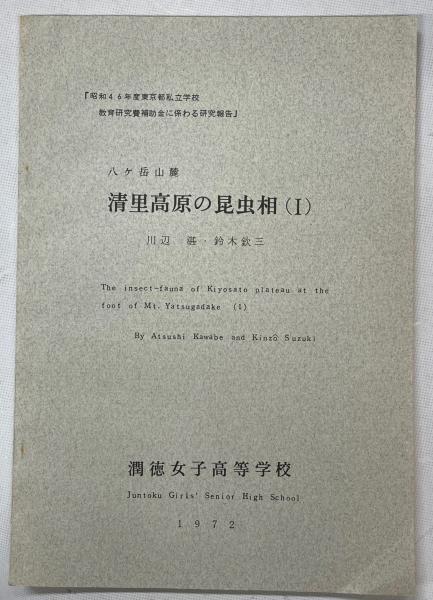 『昭和４６年度東京都私立学校
教育研究費補助金に係わる研究報告』
八ヶ岳山麓
清里高原の昆虫相（Ⅰ）
川辺 湛・鈴木欽三
The insect-fauna of Kiyosato plateau at the
foot of Mt. Yatsugadake (1)
By Atsushi Kawabe and Kinzô Suzuki
潤徳女子高等学校
Juntoku Girls' Senior High School
1972